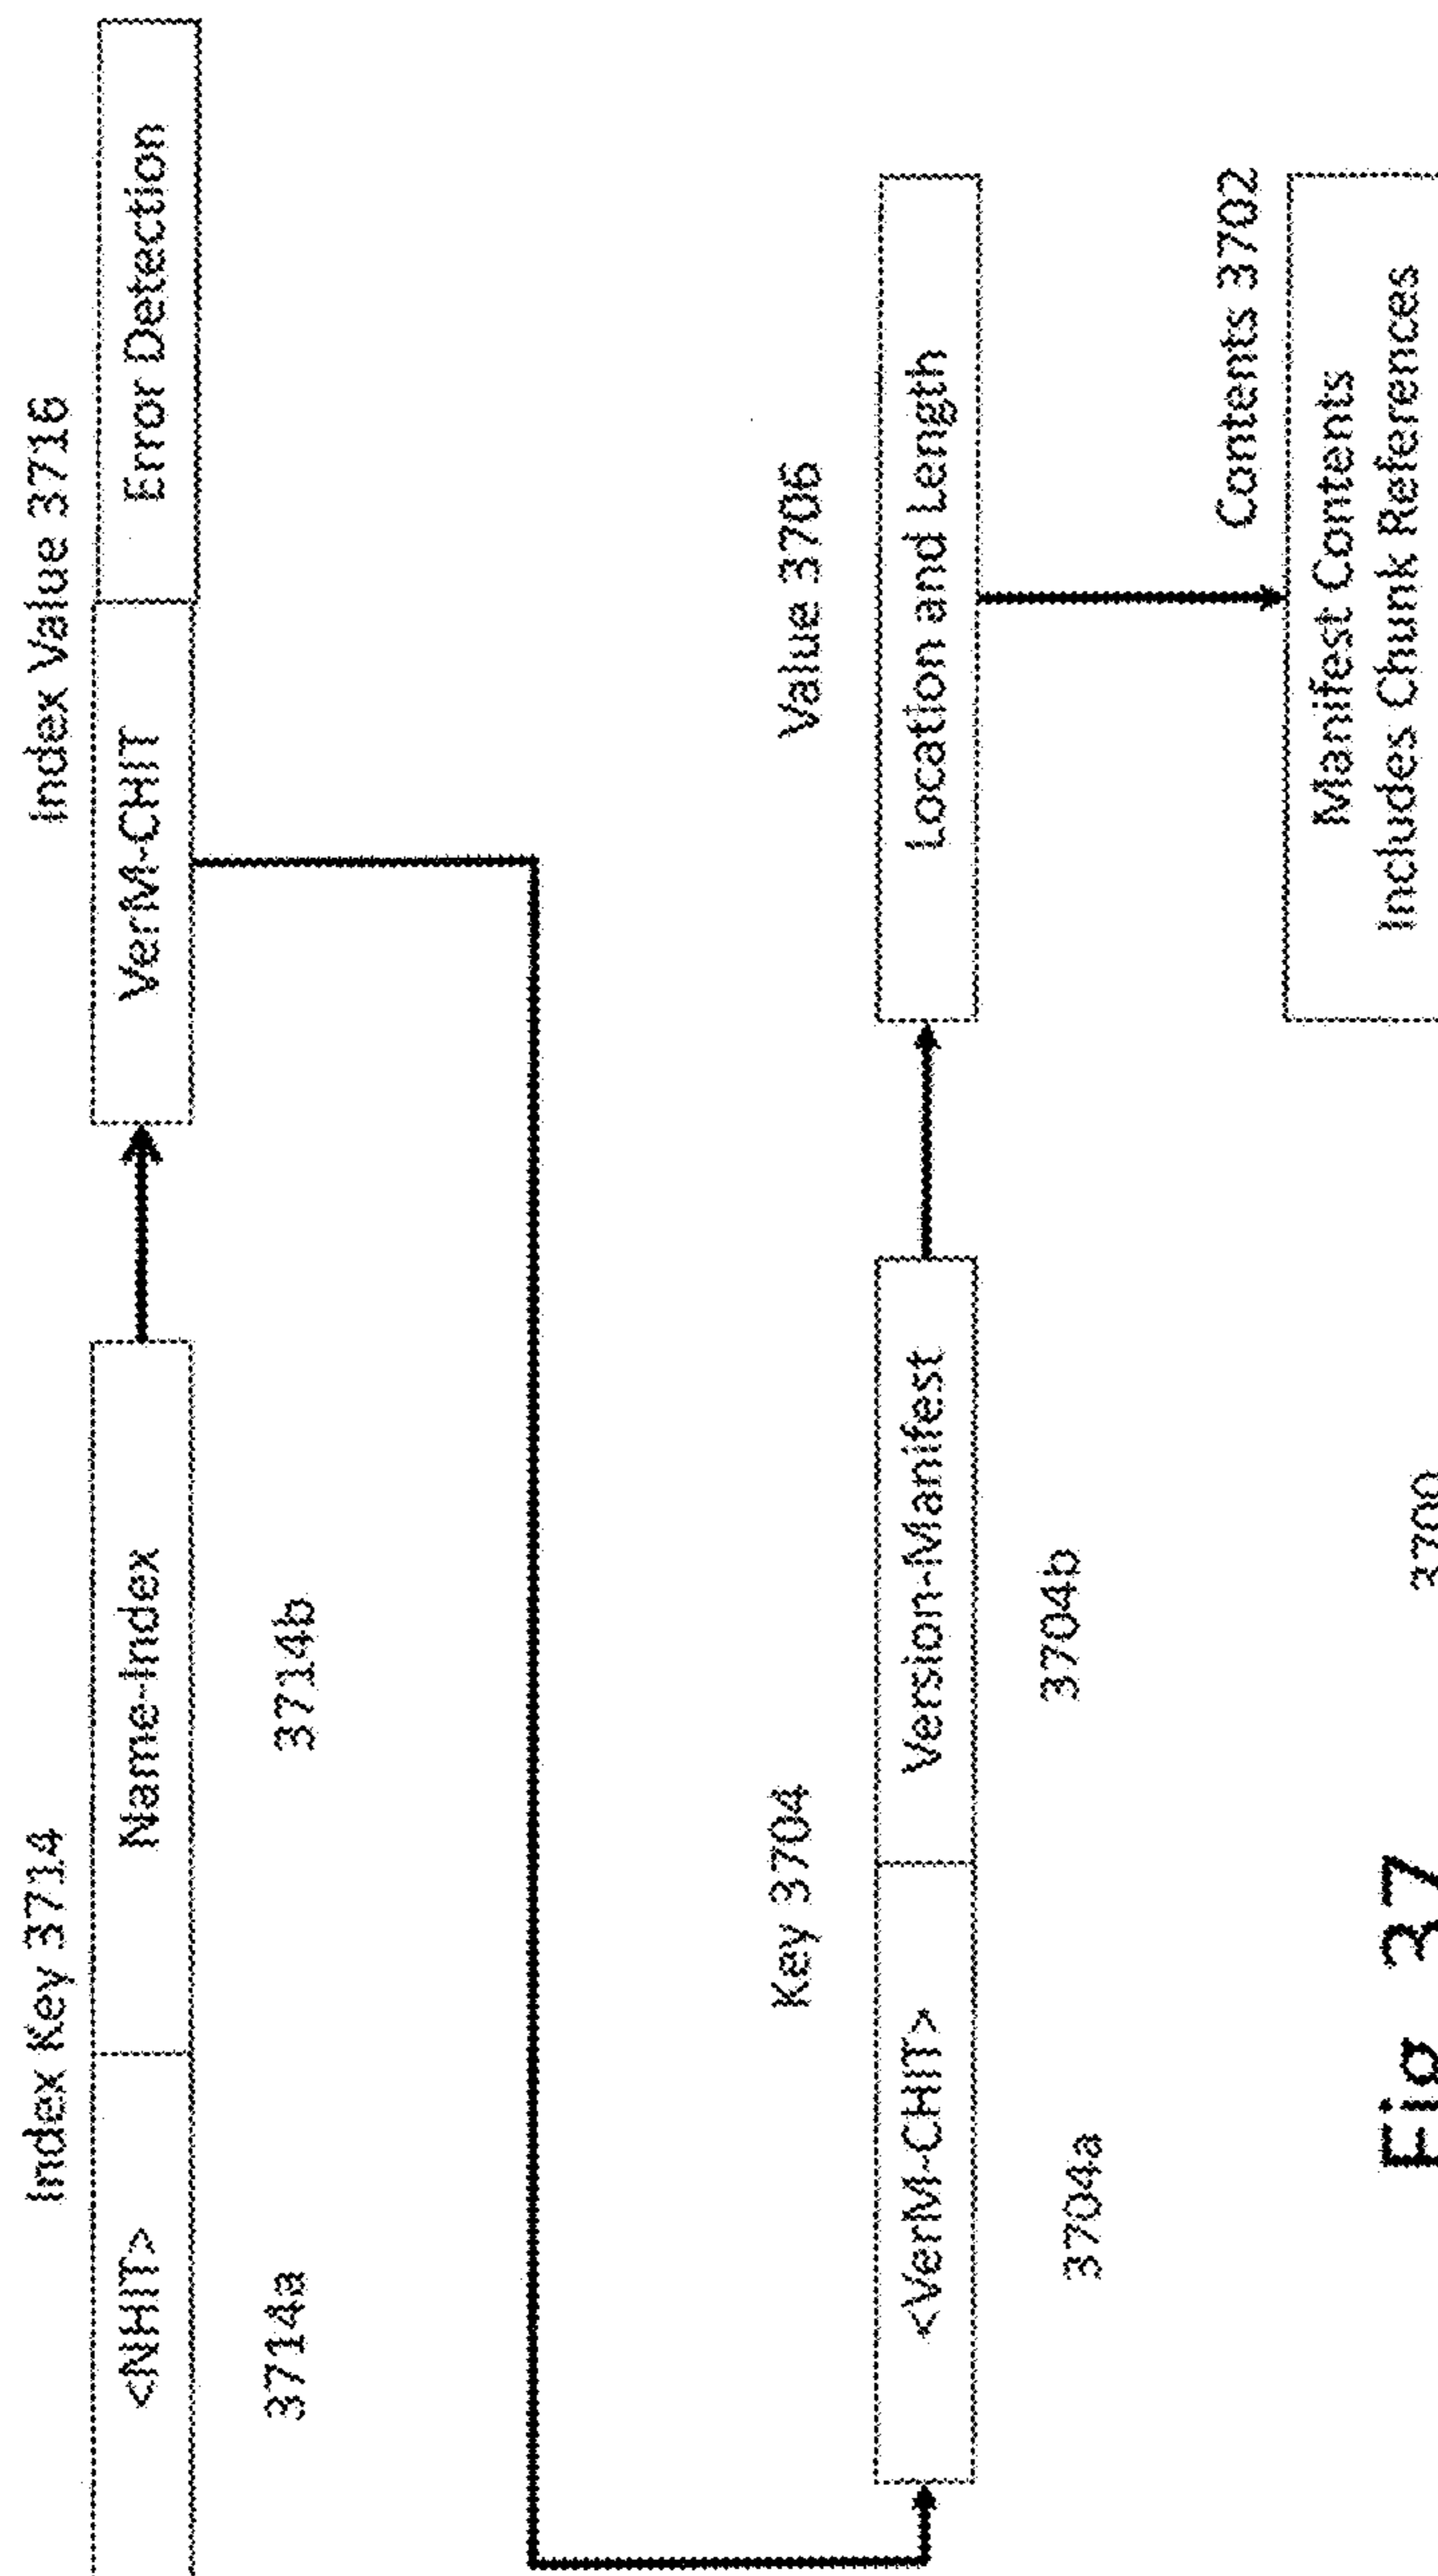 Index Key 3714
Index Value 3716
<NHIT>
Name-Index
VerM-CHIT
Error Detection
3714a
3714b
Key 3704
Value 3706
<VerM-CHIT>
Version-Manifest
Location and Length
3704a
3704b
Contents 3702
Manifest Contents
Includes Chunk References
Fig 37
3700